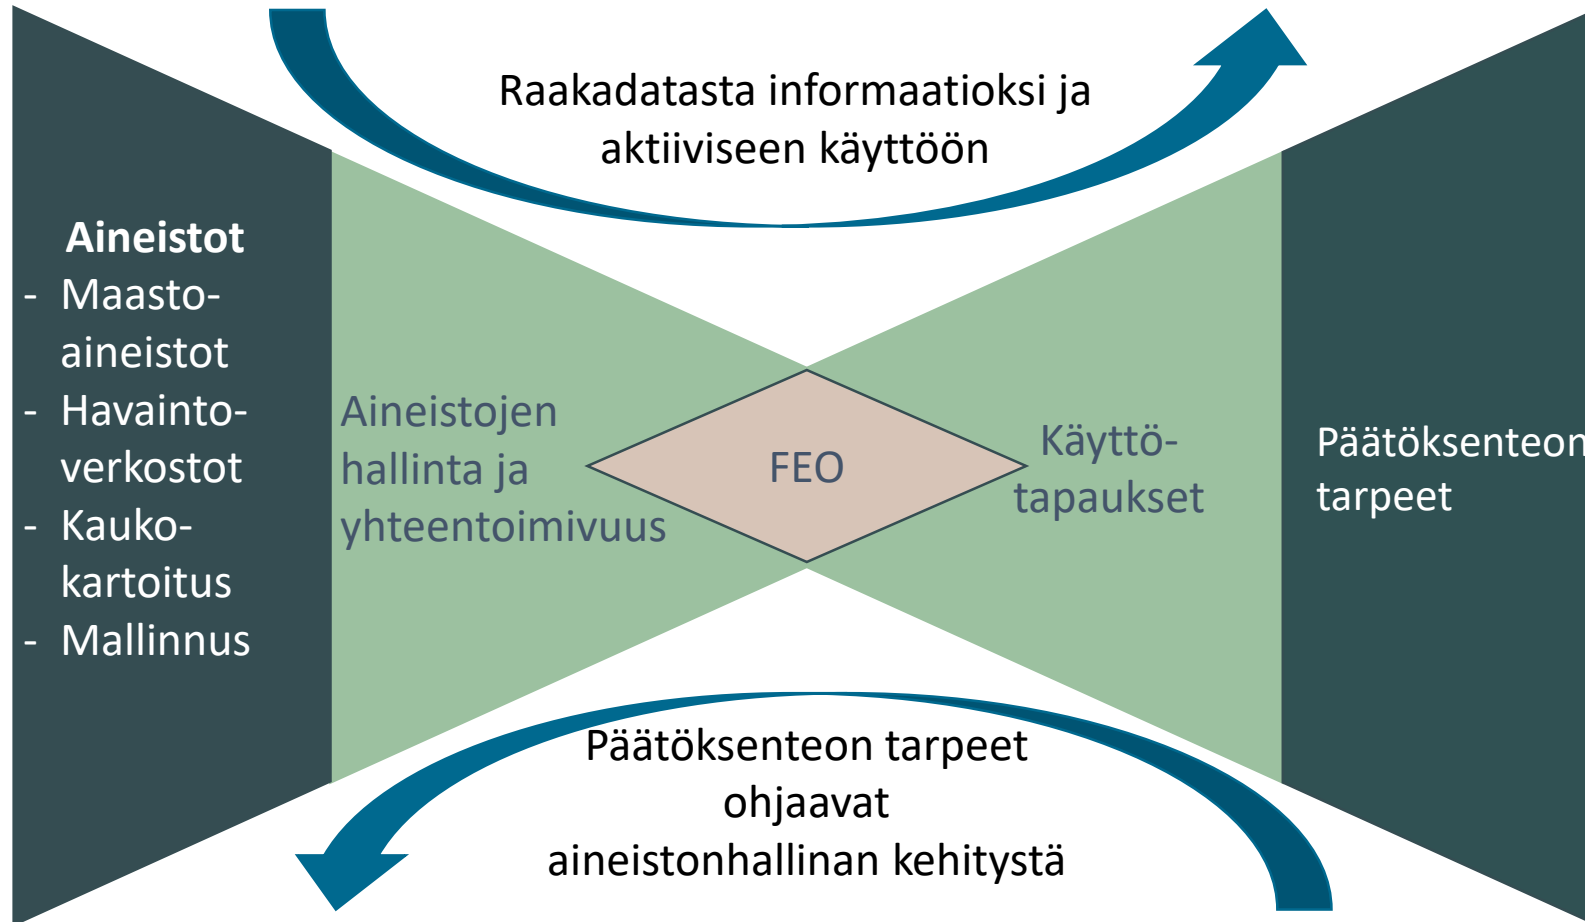 Raakadatasta informaatioksi ja
aktiiviseen käyttöön
Aineistot
- Maasto-
aineistot
- Havainto-
verkostot
- Kauko-
kartoitus
- Mallinnus
Aineistojen
hallinta ja
yhteentoimivuus
FEO
Käyttö-
tapaukset
Päätöksenteon
tarpeet
Päätöksenteon tarpeet
ohjaavat
aineistonhallinan kehitystä